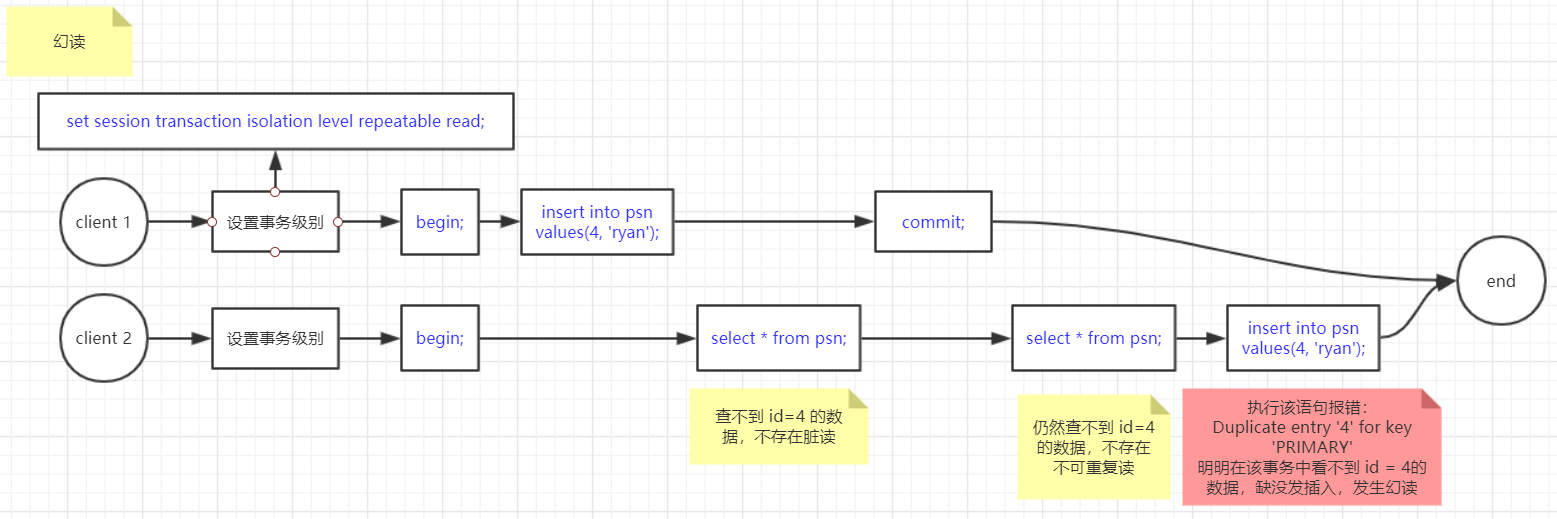 幻读
set session transaction isolation level repeatable read;
client 1
设置事务级别
begin;
insert into psn
values(4, 'ryan');
commit;
end
client 2
设置事务级别
begin;
select * from psn;
select * from psn;
insert into psn
values(4, 'ryan');
查不到 id=4 的数
据，不存在脏读
仍然查不到 id=4
的数据，不存在
不可重复读
执行该语句报错：
Duplicate entry '4' for key
'PRIMARY'
明明在该事务中看不到 id = 4的
数据，缺没发插入，发生幻读